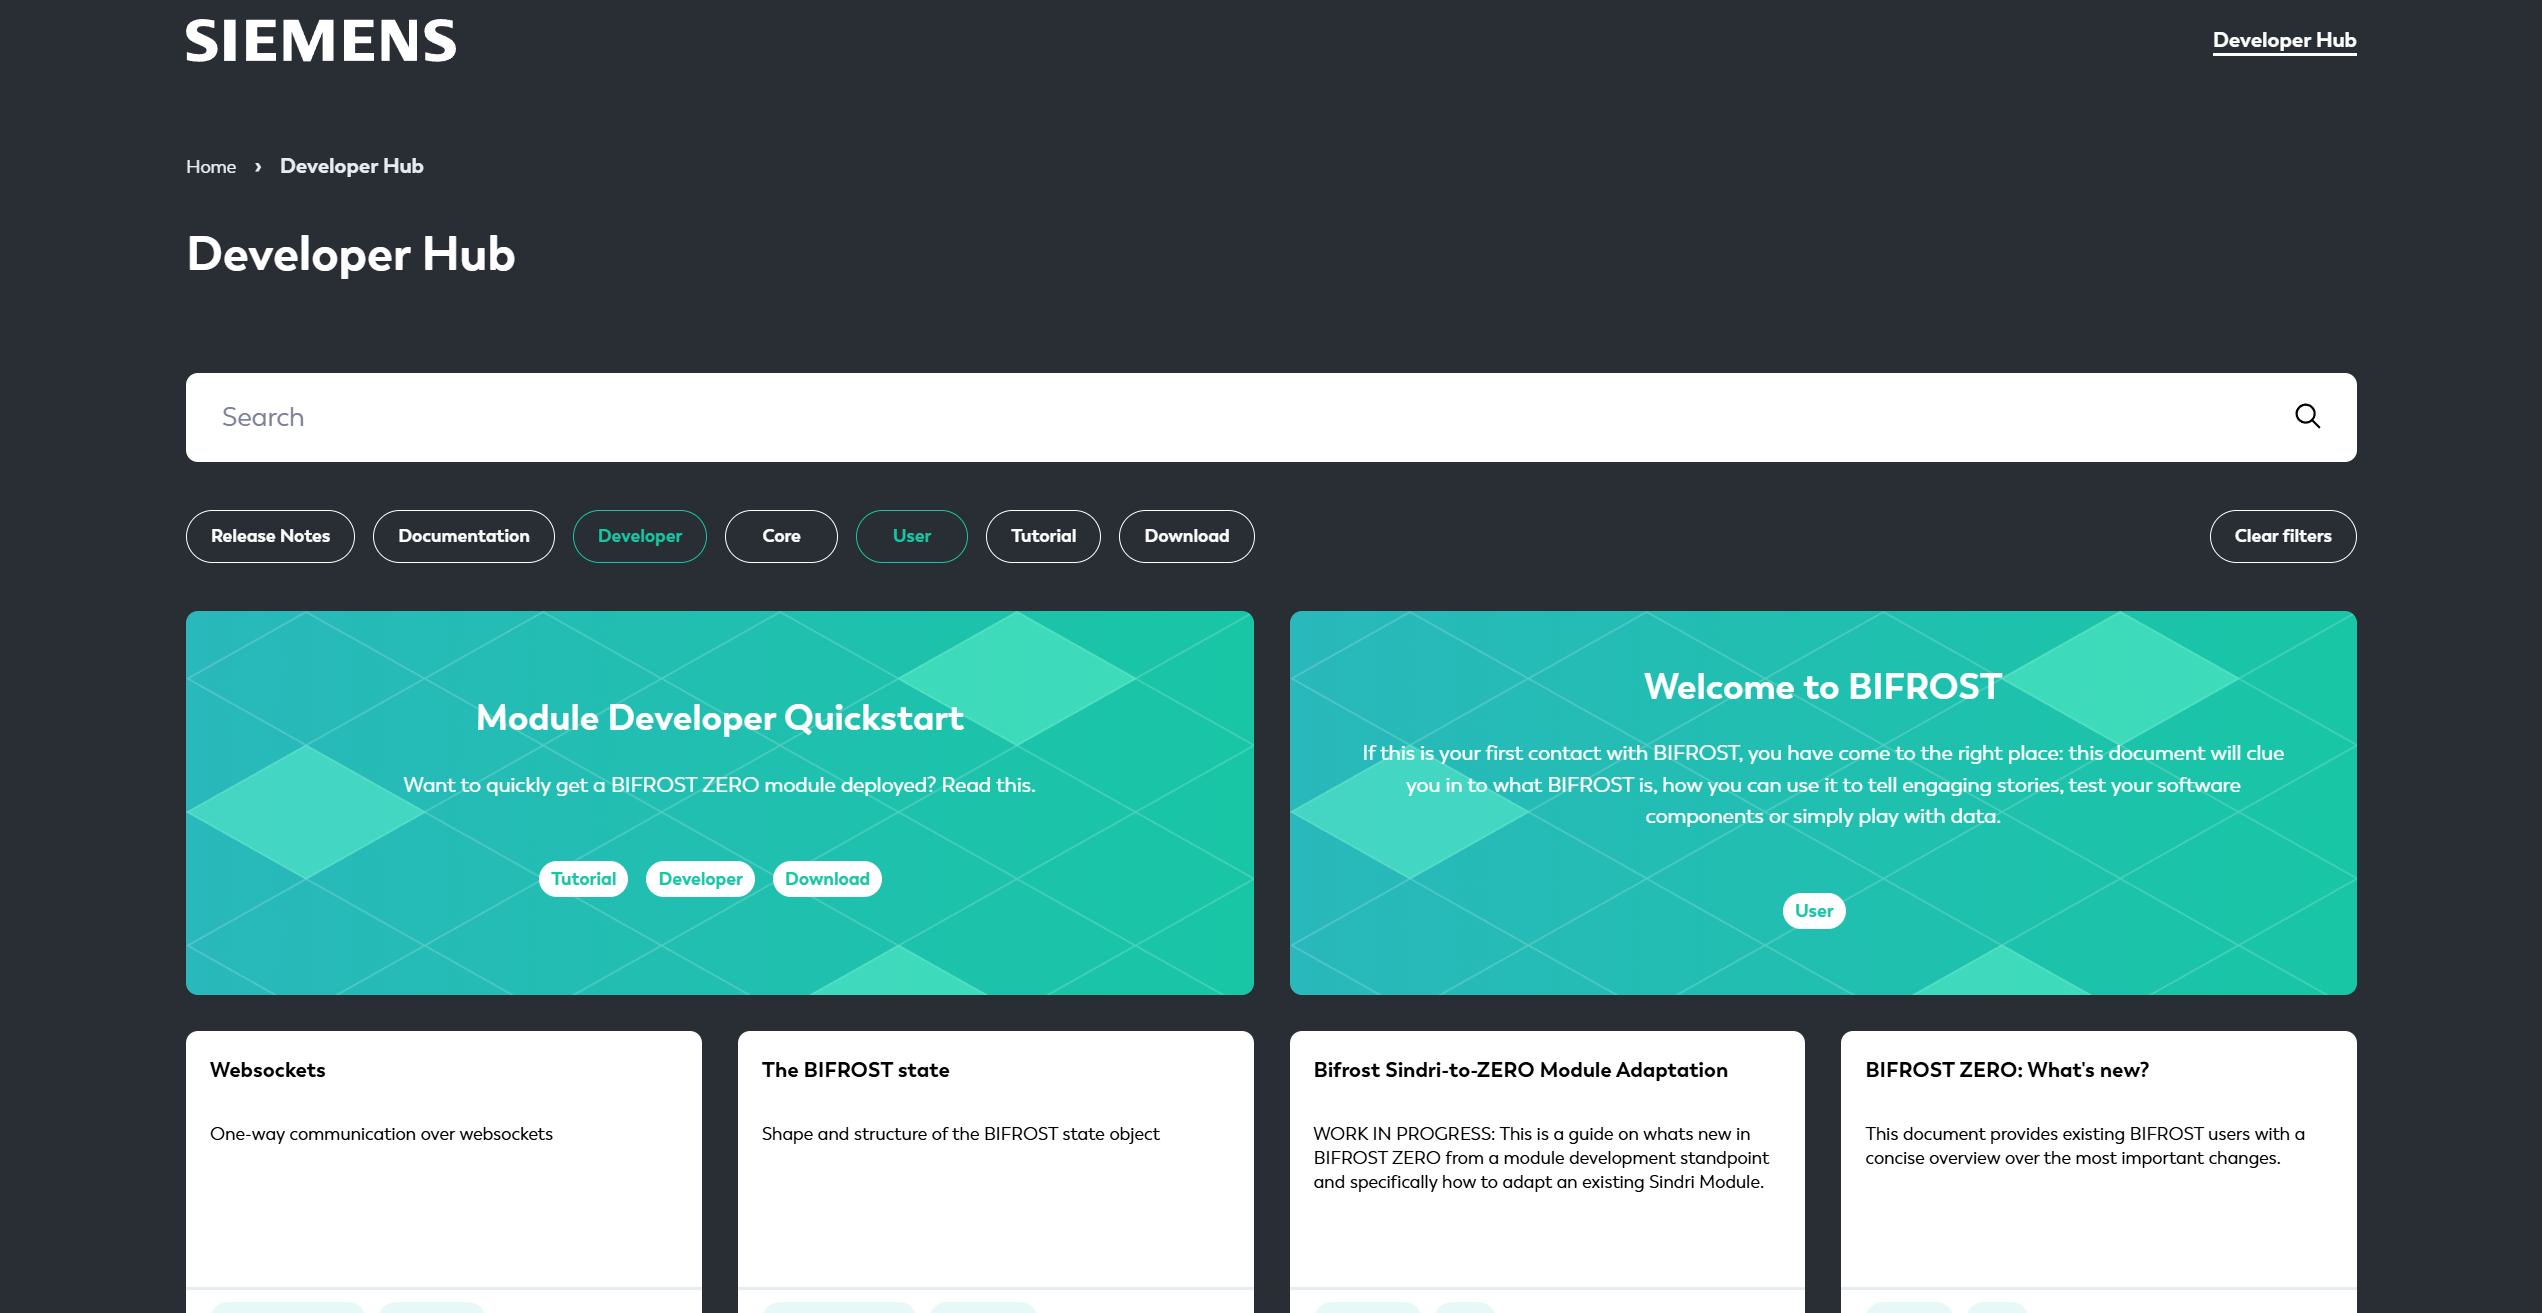 SIEMENS
Developer Hub
Home › Developer Hub
Developer Hub
Search
Release Notes
Documentation
Developer
Core
User
Tutorial
Download
Clear filters
Module Developer Quickstart
Want to quickly get a BIFROST ZERO module deployed? Read this.
Tutorial
Developer
Download
Welcome to BIFROST
If this is your first contact with BIFROST, you have come to the right place: this document will clue
you in to what BIFROST is, how you can use it to tell engaging stories, test your software
components or simply play with data.
User
Websockets
One-way communication over websockets
The BIFROST state
Shape and structure of the BIFROST state object
Bifrost Sindri-to-ZERO Module Adaptation
WORK IN PROGRESS: This is a guide on whats new in
BIFROST ZERO from a module development standpoint
and specifically how to adapt an existing Sindri Module.
BIFROST ZERO: What's new?
This document provides existing BIFROST users with a
concise overview over the most important changes.